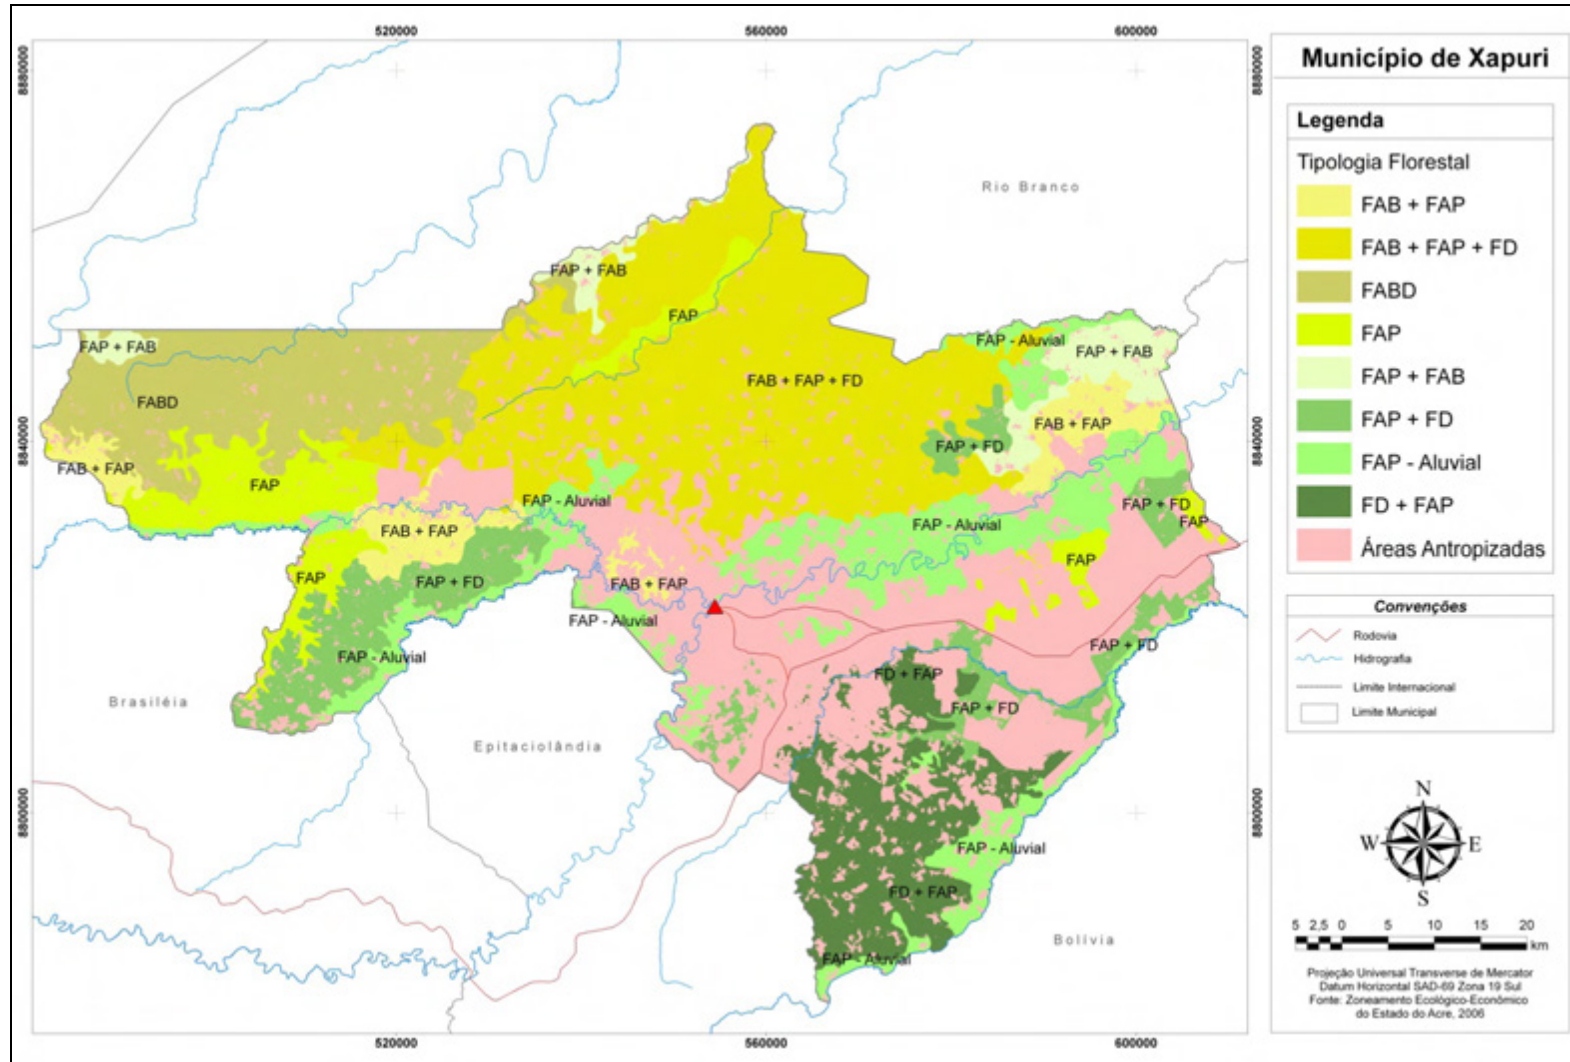 520000
560000
600000
8880000
8880000
Município de Xapuri
Legenda
Tipologia Florestal
FAB + FAP
FAB + FAP + FD
FABD
FAP
FAP + FAB
FAP + FD
FAP - Aluvial
FD + FAP
Áreas Antropizadas
Convenções
Rodovia
Hidrografia
Limite Internacional
Limite Municipal
N
W
E
S
5 2,5 0 5 10 15 20
km
Projeção Universal Transverse de Mercator
Datum Horizontal SAD-69 Zona 19 Sul
Fonte: Zoneamento Ecológico-Econômico
do Estado do Acre, 2006
Rio Branco
FAP + FAB
FAP
FAP - Aluvial
FAP + FAB
FAP + FAB
FAB + FAP + FD
FABD
FAB + FAP
8840000
8840000
FAP + FD
FAB + FAP
FAP
FAP - Aluvial
FAP + FD
FAP - Aluvial
FAP
FAB + FAP
FAP
FAP
FAP + FD
FAB + FAP
FAP - Aluvial
FAP + FD
FAP - Aluvial
FD + FAP
Brasiléia
FAP + FD
Epitaciolândia
8800000
8800000
FAP - Aluvial
FD + FAP
Bolívia
FAP - Aluvial
520000
560000
600000